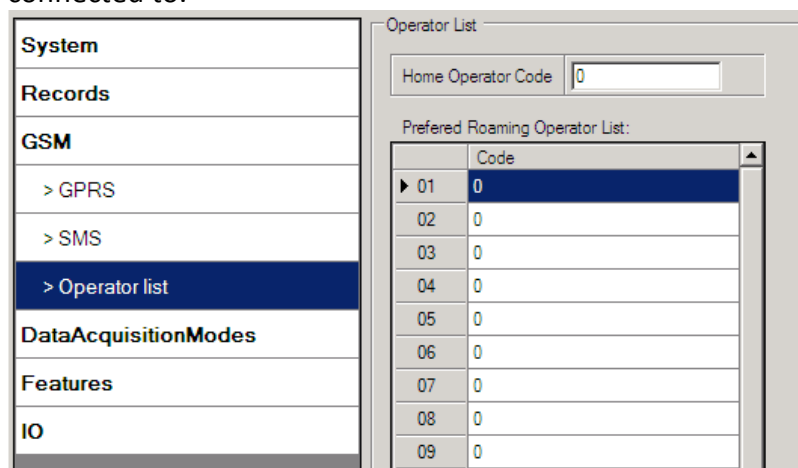 connected to.
System
Records
GSM
> GPRS
> SMS
> Operator list
DataAcquisitionModes
Features
IO
Operator List
Home Operator Code 0
Prefered Roaming Operator List:
Code
01 0
02 0
03 0
04 0
05 0
06 0
07 0
08 0
09 0